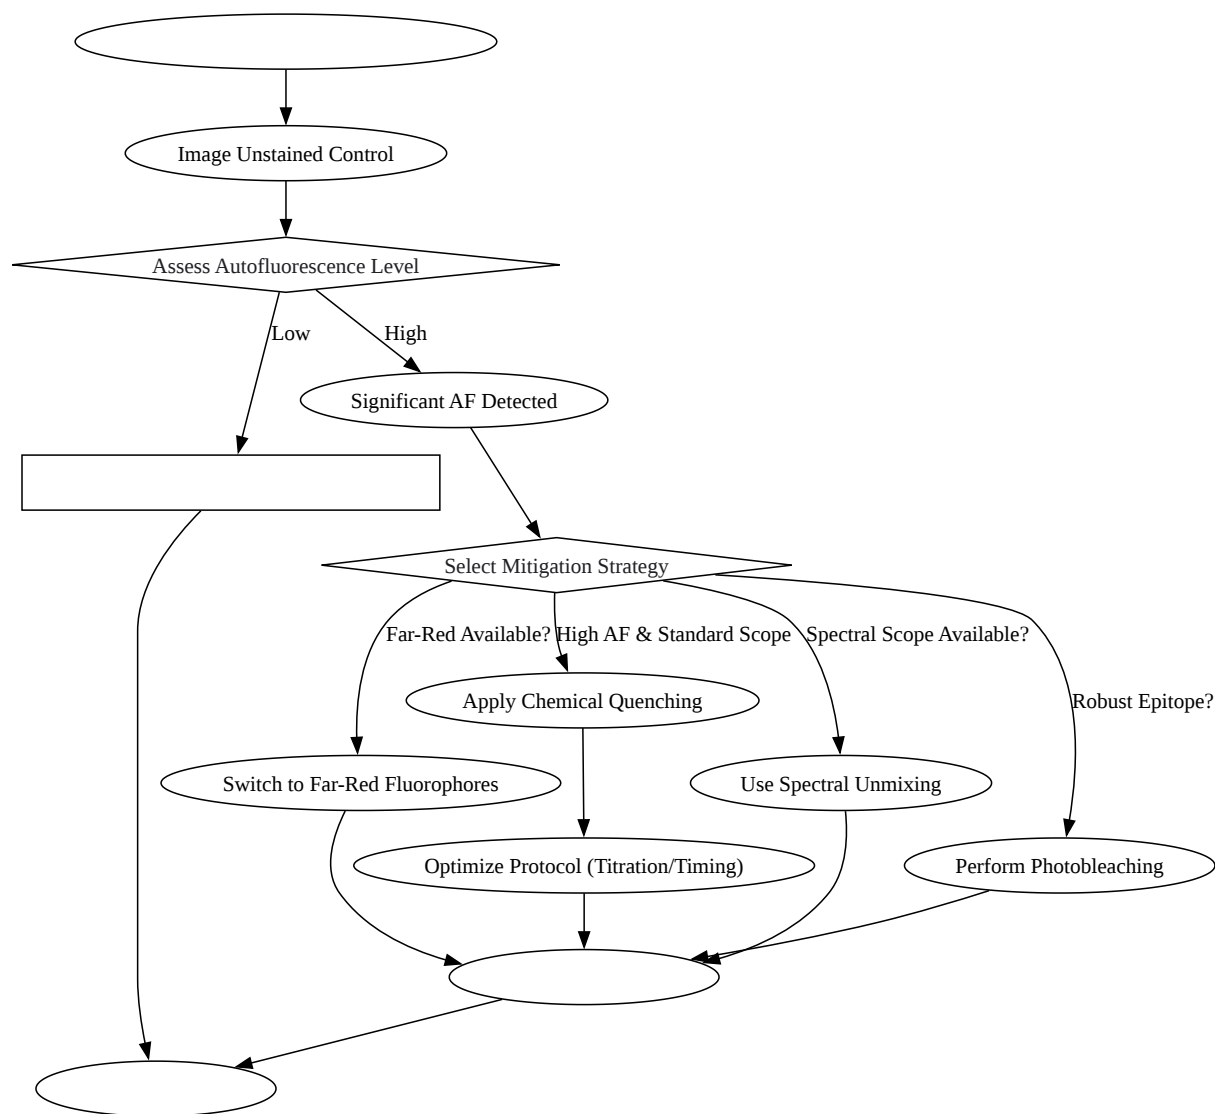 Image Unstained Control
Assess Autofluorescence Level
Low
High
Significant AF Detected
Select Mitigation Strategy
Far-Red Available?
High AF & Standard Scope
Spectral Scope Available?
Apply Chemical Quenching
Robust Epitope?
Switch to Far-Red Fluorophores
Use Spectral Unmixing
Optimize Protocol (Titration/Timing)
Perform Photobleaching